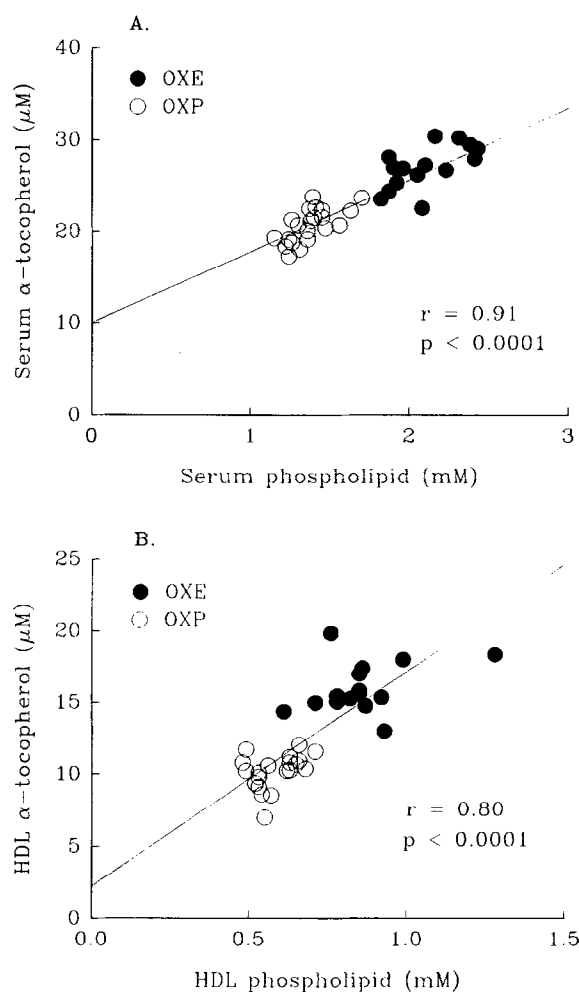 A.
40
30
20
10
0
Serum α-tocopherol (μM)
OXE
OXP
r = 0.91
p < 0.0001
0
1
2
3
Serum phospholipid (mM)
B.
25
20
15
10
5
0
HDL α-tocopherol (μM)
OXE
OXP
r = 0.80
p < 0.0001
0.0
0.5
1.0
1.5
HDL phospholipid (mM)